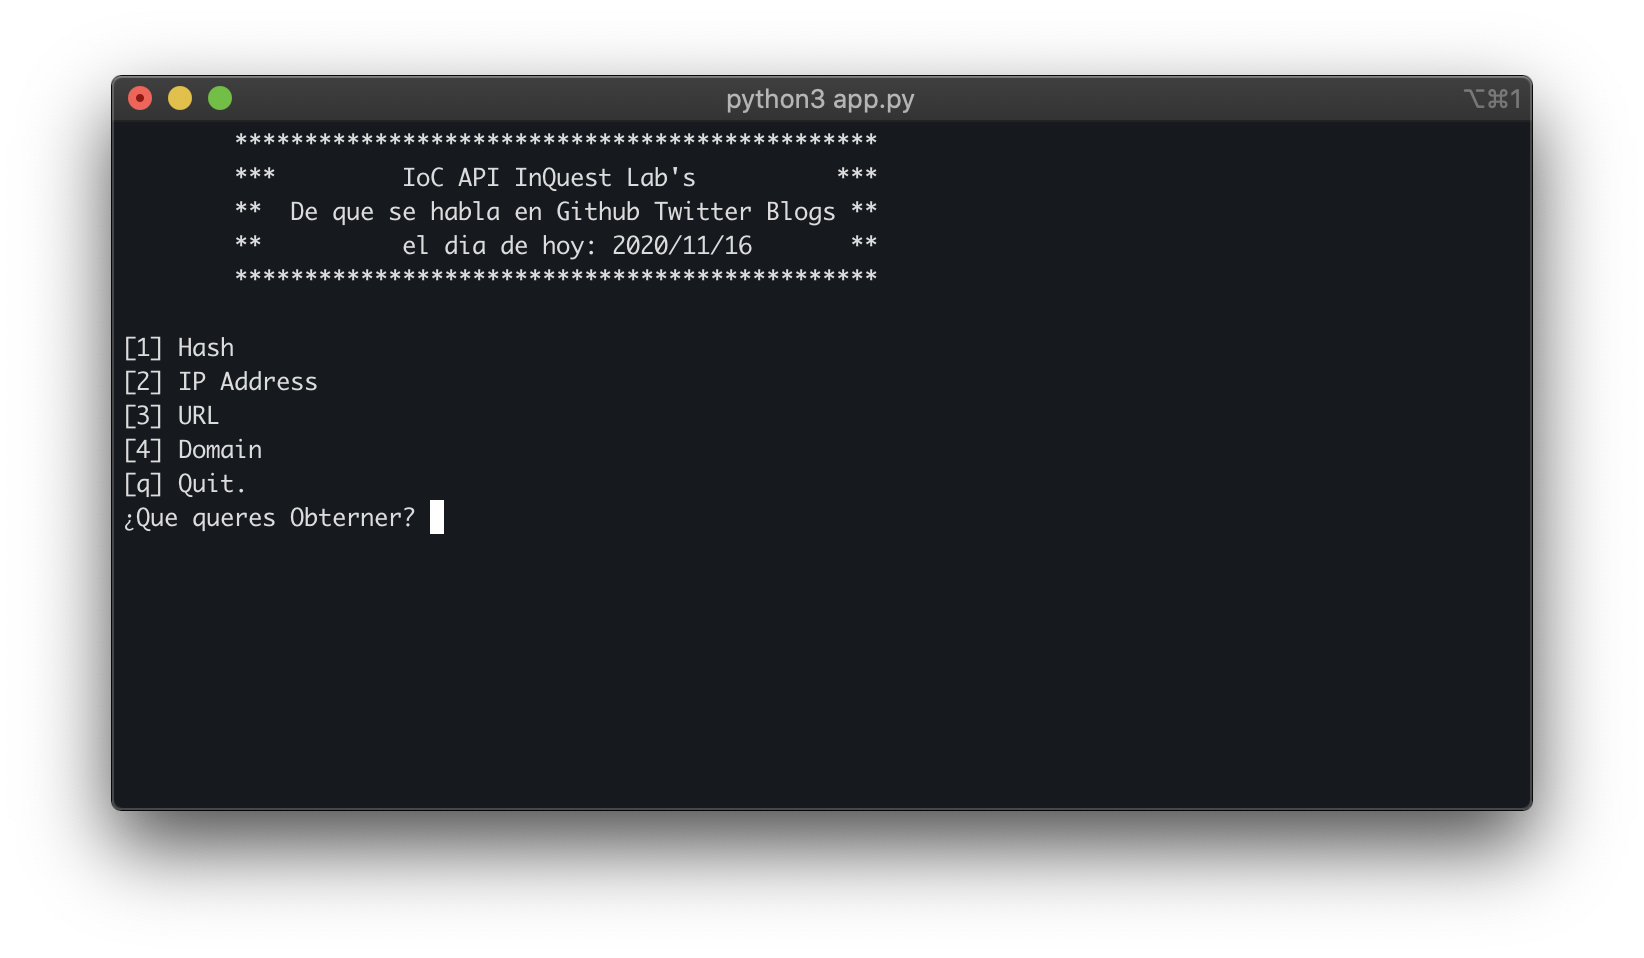 python3 app.py
⌥⌘1
**********************************************
*** IoC API InQuest Lab's ***
** De que se habla en Github Twitter Blogs **
** el dia de hoy: 2020/11/16 **
**********************************************
[1] Hash
[2] IP Address
[3] URL
[4] Domain
[q] Quit.
¿Que queres Obterner?